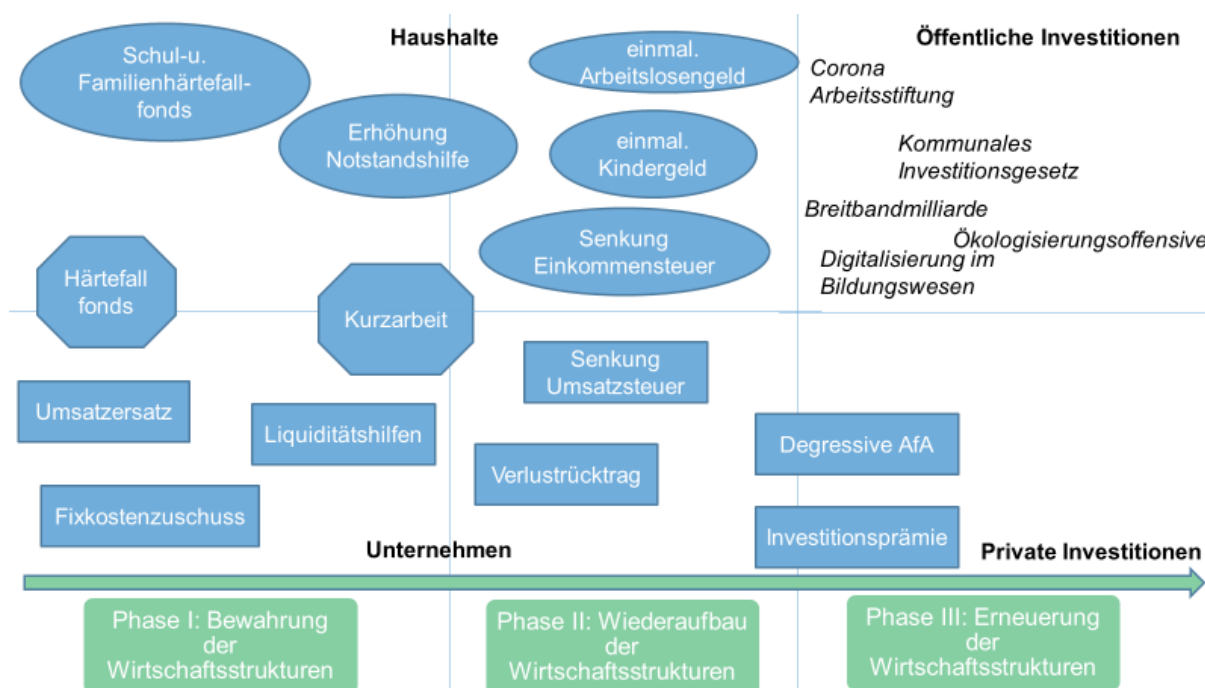 Haushalte
Öffentliche Investitionen
Schul-u.
Familienhärtefall-
fonds
Erhöhung
Notstandshilfe
einmal.
Arbeitslosengeld
einmal.
Kindergeld
Senkung
Einkommensteuer
Corona
Arbeitsstiftung
Kommunales
Investitionsgesetz
Breitbandmilliarde
Ökologisierungsoffensive
Digitalisierung im
Bildungswesen
Härtefall
fonds
Kurzarbeit
Umsatzersatz
Liquiditätshilfen
Fixkostenzuschuss
Senkung
Umsatzsteuer
Verlustrücktrag
Degressive AfA
Investitionsprämie
Unternehmen
Private Investitionen
Phase I: Bewahrung
der
Wirtschaftsstrukturen
Phase II: Wiederaufbau
der
Wirtschaftsstrukturen
Phase III: Erneuerung
der
Wirtschaftsstrukturen